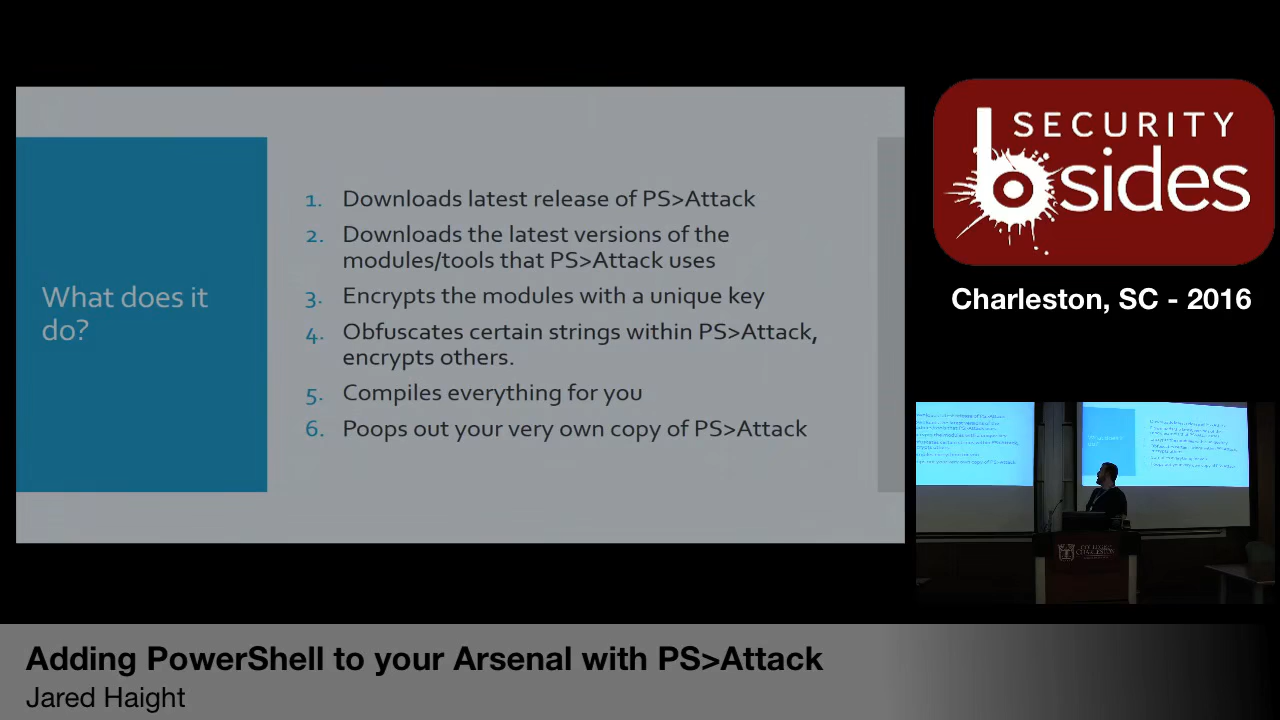 What does it
do?
1. Downloads latest release of PS>Attack
2. Downloads the latest versions of the
modules/tools that PS>Attack uses
3. Encrypts the modules with a unique key
4. Obfuscates certain strings within PS>Attack,
encrypts others.
5. Compiles everything for you
6. Poops out your very own copy of PS>Attack
SECURITY
bsides
Charleston, SC - 2016
Adding PowerShell to your Arsenal with PS>Attack
Jared Haight